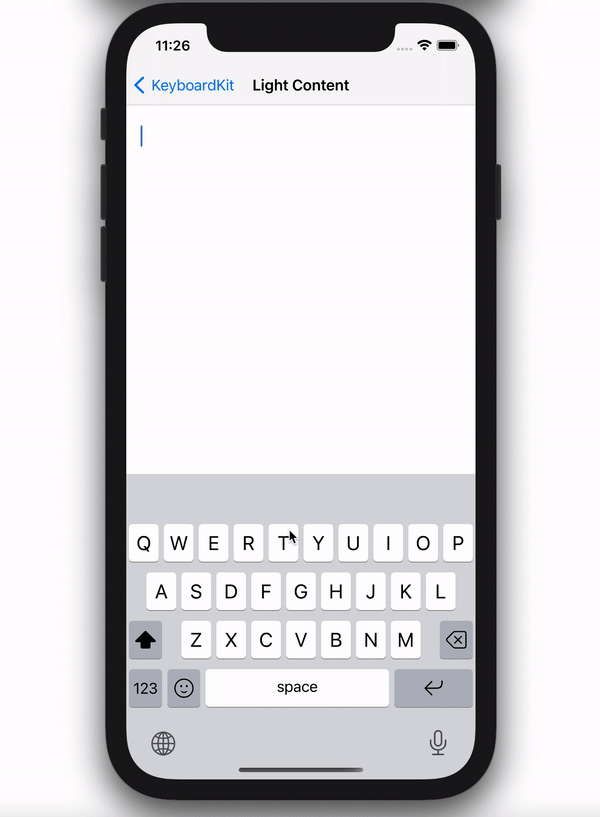 11:26
KeyboardKit Light Content
Q W E R T Y U I O P
A S D F G H J K L
Z X C V B N M
123 space